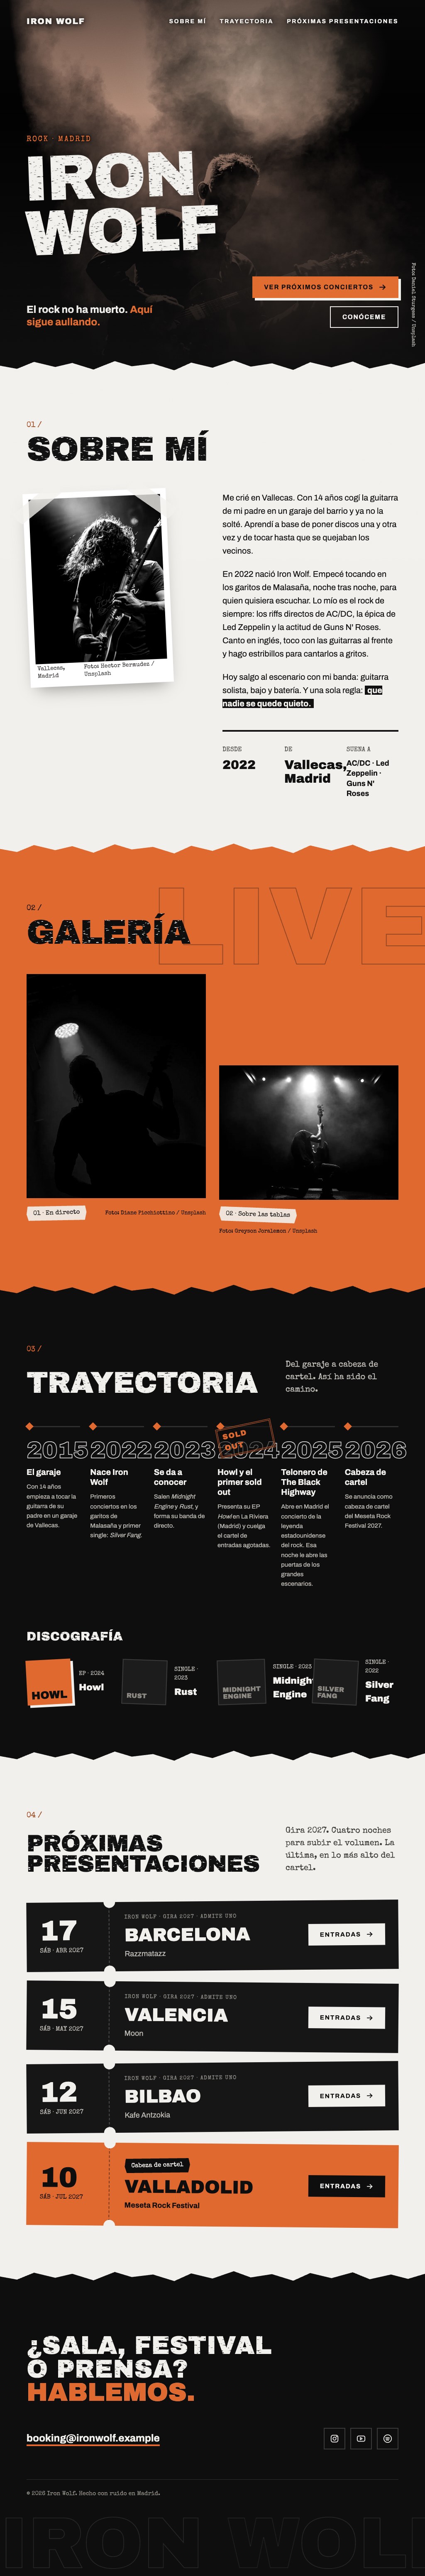 IRON WOLF
SOBRE MÍ TRAYECTORIA PRÓXIMAS PRESENTACIONES
ROCK · MADRID
IRON
WOLF
El rock no ha muerto. Aquí
sigue aullando.
VER PRÓXIMOS CONCIERTOS →
CONÓCEME
Foto: Daniel Sturgess / Unsplash
01 /
SOBRE MÍ
Vallecas,
Madrid
Foto: Hector Bermudez /
Unsplash
Me crié en Vallecas. Con 14 años cogí la guitarra
de mi padre en un garaje del barrio y ya no la
solté. Aprendí a base de poner discos una y otra
vez y de tocar hasta que se quejaban los
vecinos.
En 2022 nació Iron Wolf. Empecé tocando en
los garitos de Malasaña, noche tras noche, para
quien quisiera escuchar. Lo mío es el rock de
siempre: los riffs directos de AC/DC, la épica de
Led Zeppelin y la actitud de Guns N' Roses.
Canto en inglés, toco con las guitarras al frente
y hago estribillos para cantarlos a gritos.
Hoy salgo al escenario con mi banda: guitarra
solista, bajo y batería. Y una sola regla: que
nadie se quede quieto.
DESDE
2022
DE
Vallecas,
Madrid
SUENA A
AC/DC · Led
Zeppelin ·
Guns N'
Roses
LIVE
02 /
GALERÍA
01 · En directo
Foto: Diana Picchiottino / Unsplash
02 · Sobre las tablas
Foto: Grayson Joralemon / Unsplash
03 /
TRAYECTORIA
Del garaje a cabeza de
cartel. Así ha sido el
camino.
2015
El garaje
Con 14 años
empieza a tocar la
guitarra de su
padre en un garaje
de Vallecas.
2022
Nace Iron
Wolf
Primeros
conciertos en los
garitos de
Malasaña y primer
single: Silver Fang.
2023
Se da a
conocer
Salen Midnight
Engine y Rust, y
forma su banda de
directo.
SOLD
OUT
2024
Howl y el
primer sold
out
Presenta su EP
Howl en La Riviera
(Madrid) y cuelga
el cartel de
entradas agotadas.
2025
Telonero de
The Black
Highway
Abre en Madrid el
concierto de la
leyenda
estadounidense
del rock. Esa
noche le abre las
puertas de los
grandes
escenarios.
2026
Cabeza de
cartel
Se anuncia como
cabeza de cartel
del Meseta Rock
Festival 2027.
DISCOGRAFÍA
HOWL
EP · 2024
Howl
RUST
SINGLE ·
2023
Rust
MIDNIGHT
ENGINE
SINGLE · 2023
Midnight
Engine
SILVER
FANG
SINGLE ·
2022
Silver
Fang
04 /
PRÓXIMAS
PRESENTACIONES
Gira 2027. Cuatro noches
para subir el volumen. La
última, en lo más alto del
cartel.
17
SÁB · ABR 2027
IRON WOLF · GIRA 2027 · ADMITE UNO
BARCELONA
Razzmatazz
ENTRADAS →
15
SÁB · MAY 2027
IRON WOLF · GIRA 2027 · ADMITE UNO
VALENCIA
Moon
ENTRADAS →
12
SÁB · JUN 2027
IRON WOLF · GIRA 2027 · ADMITE UNO
BILBAO
Kafe Antzokia
ENTRADAS →
10
SÁB · JUL 2027
Cabeza de cartel
VALLADOLID
Meseta Rock Festival
ENTRADAS →
¿SALA, FESTIVAL
O PRENSA?
HABLEMOS.
booking@ironwolf.example
© 2026 Iron Wolf. Hecho con ruido en Madrid.
IRON WOLF